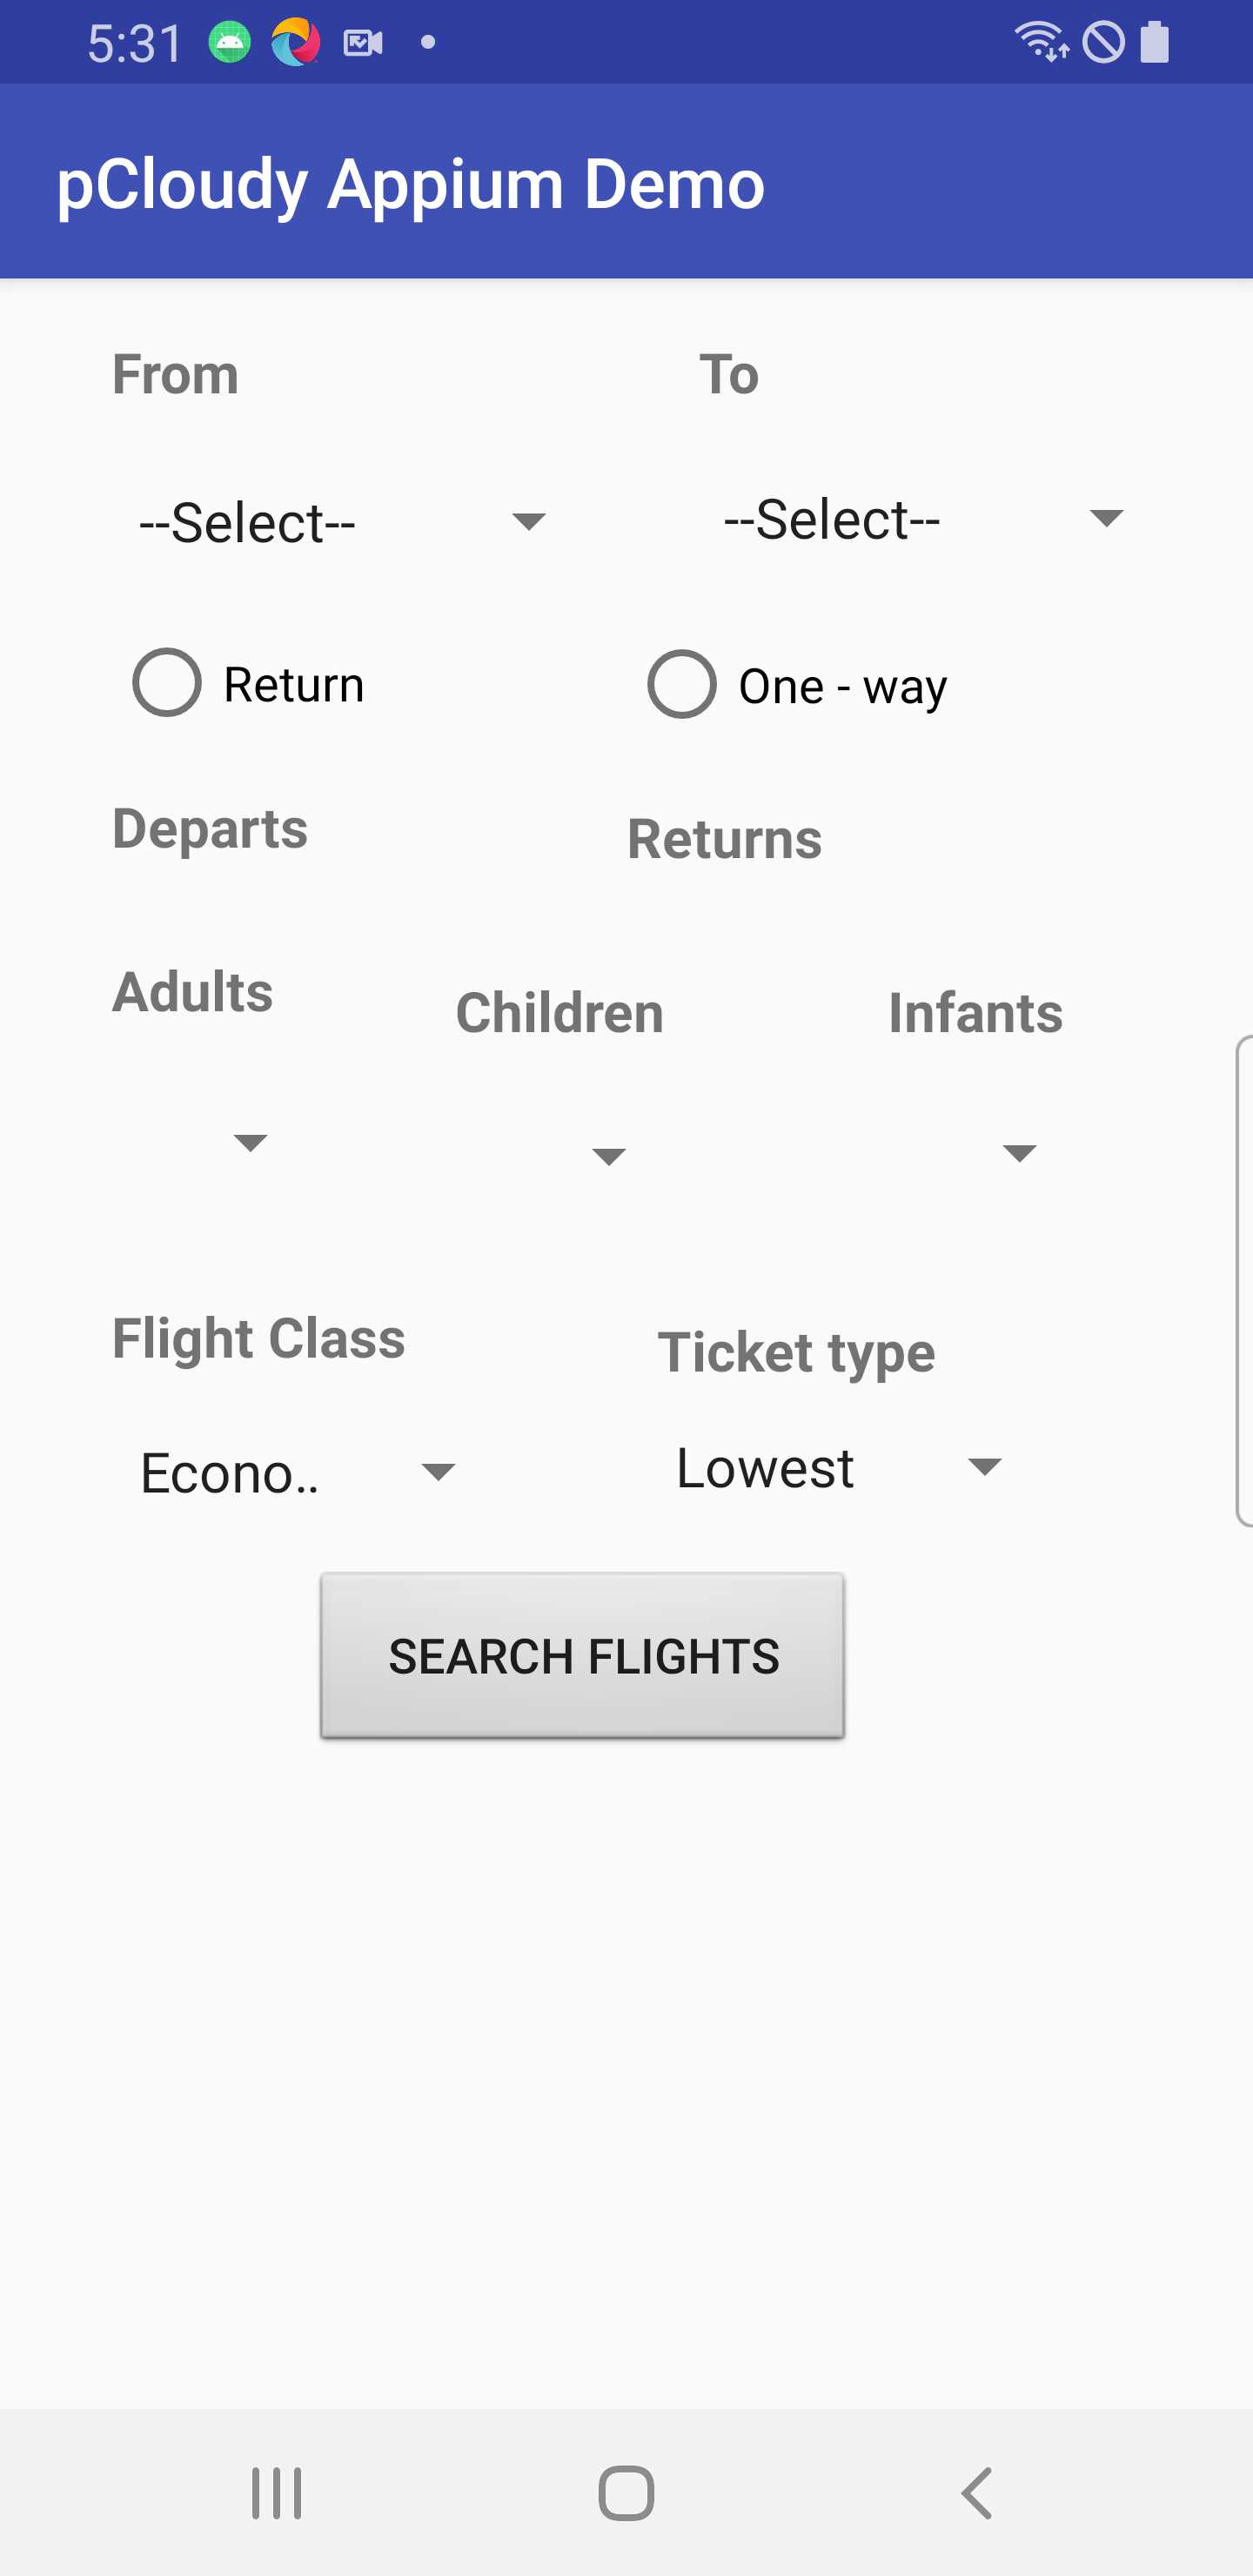 5:31
pCloudy Appium Demo
From To
--Select-- --Select--
Return One - way
Departs Returns
Adults Children Infants
Flight Class Ticket type
Econo.. Lowest
SEARCH FLIGHTS